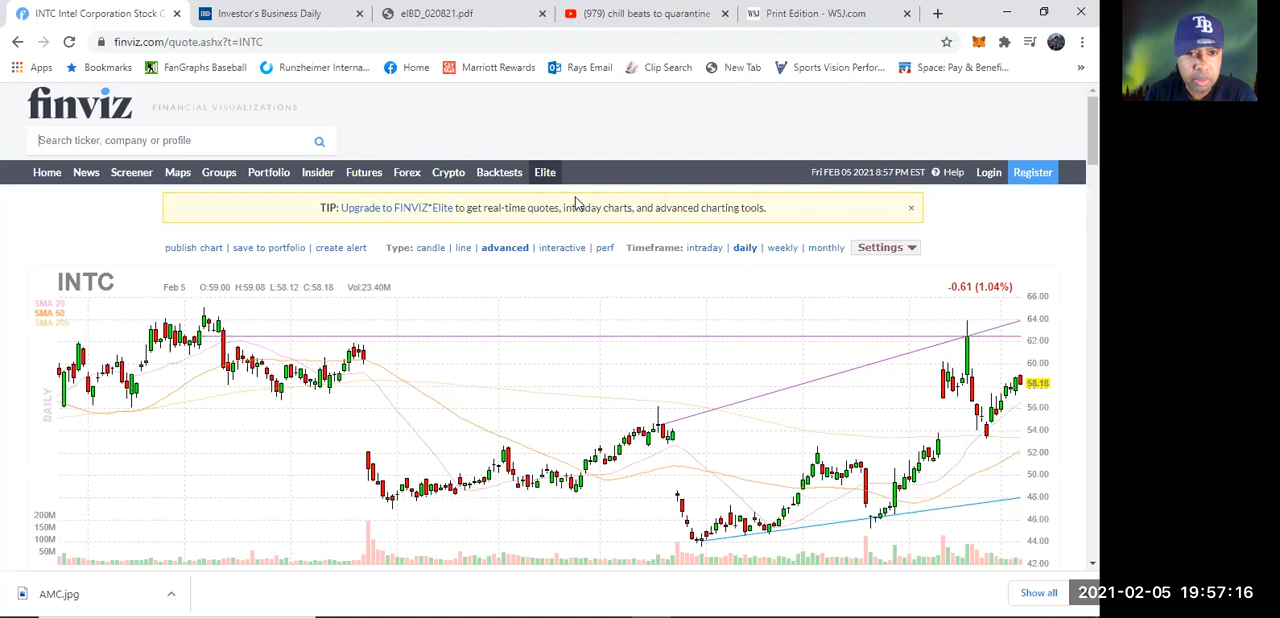 INTC Intel Corporation Stock C
Investor's Business Daily
eIBD_020821.pdf
(979) chill beats to quarantine
WSJ Print Edition - WSJ.com
finviz.com/quote.ashx?t=INTC
Apps Bookmarks FanGraphs Baseball Runzheimer Interna... Home Marriott Rewards Rays Email Clip Search New Tab Sports Vision Perfor... Space: Pay & Benefi... »
finviz FINANCIAL VISUALIZATIONS
Search ticker, company or profile
Home News Screener Maps Groups Portfolio Insider Futures Forex Crypto Backtests Elite Fri FEB 05 2021 8:57 PM EST Help Login Register
TIP: Upgrade to FINVIZ*Elite to get real-time quotes, intraday charts, and advanced charting tools. ×
publish chart | save to portfolio | create alert Type: candle | line | advanced | interactive | perf Timeframe: intraday | daily | weekly | monthly Settings
INTC Feb 5 O:59.00 H:59.08 L:58.12 C:58.18 Vol:23.40M -0.61 (1.04%)
SMA 20
SMA 50
SMA 200
DAILY
66.00
64.00
62.00
60.00
58.18
56.00
54.00
52.00
50.00
48.00
46.00
44.00
42.00
200M
150M
100M
50M
AMC.jpg
Show all
2021-02-05 19:57:16
TB